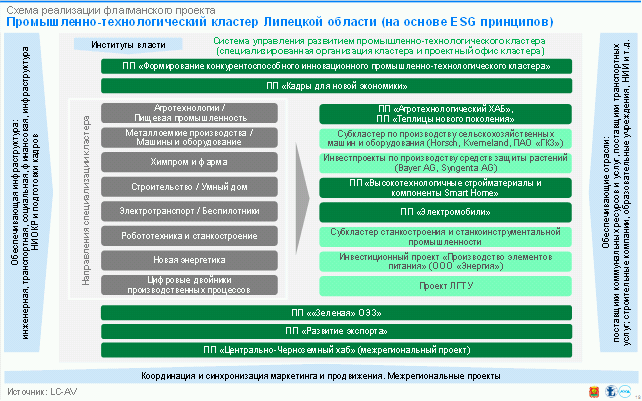 Схема реализации флагманского проекта
Промышленно-технологический кластер Липецкой области (на основе ESG принципов)
Институты власти
Система управления развитием промышленно-технологического кластера
(специализированная организация кластера и проектный офис кластера)
ПП «Формирование конкурентоспособного инновационного промышленно-технологического кластера»
ПП «Кадры для новой экономики»
Обеспечивающая инфраструктура:
инженерная, транспортная, социальная, финансовая, инфраструктура
НИОКР и подготовки кадров
Направления специализации кластера
Агротехнологии /
Пищевая промышленность
Металлоемкие производства /
Машины и оборудование
Химпром и фарма
Строительство / Умный дом
Электротранспорт / Беспилотники
Робототехника и станкостроение
Новая энергетика
Цифровые двойники
производственных процессов
ПП «Агротехнологический ХАБ»,
ПП «Теплицы нового поколения»
Субкластер по производству сельскохозяйственных
машин и оборудования (Horsch, Kverneland, ПАО «ГКЗ»)
Инвестпроекты по производству средств защиты растений
(Bayer AG, Syngenta AG)
ПП «Высокотехнологичные стройматериалы и
компоненты Smart Home»
ПП «Электромобили»
Субкластер станкостроения и станкоинструментальной
промышленности
Инвестиционный проект «Производство элементов
питания» (ООО «Энергия»)
Проект ЛГТУ
ПП ««Зеленая» ОЭЗ»
ПП «Развитие экспорта»
ПП «Центрально-Черноземный хаб» (межрегиональный проект)
Обеспечивающие отрасли:
поставщики коммунальных ресурсов и услуг, поставщики транспортных
услуг; строительные компании, образовательные учреждения, НИИ и т.д.
Координация и синхронизация маркетинга и продвижения. Межрегиональные проекты
Источник: LC-AV